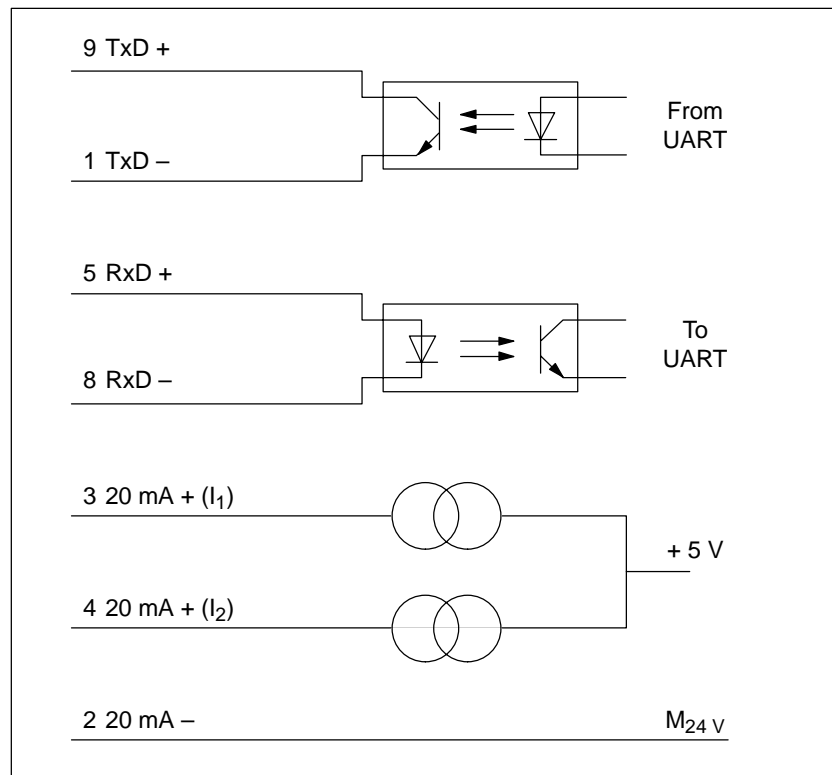 9 TxD +
From
UART
1 TxD –
5 RxD +
To
UART
8 RxD –
3 20 mA + (I1)
+ 5 V
4 20 mA + (I2)
2 20 mA –
M24 V